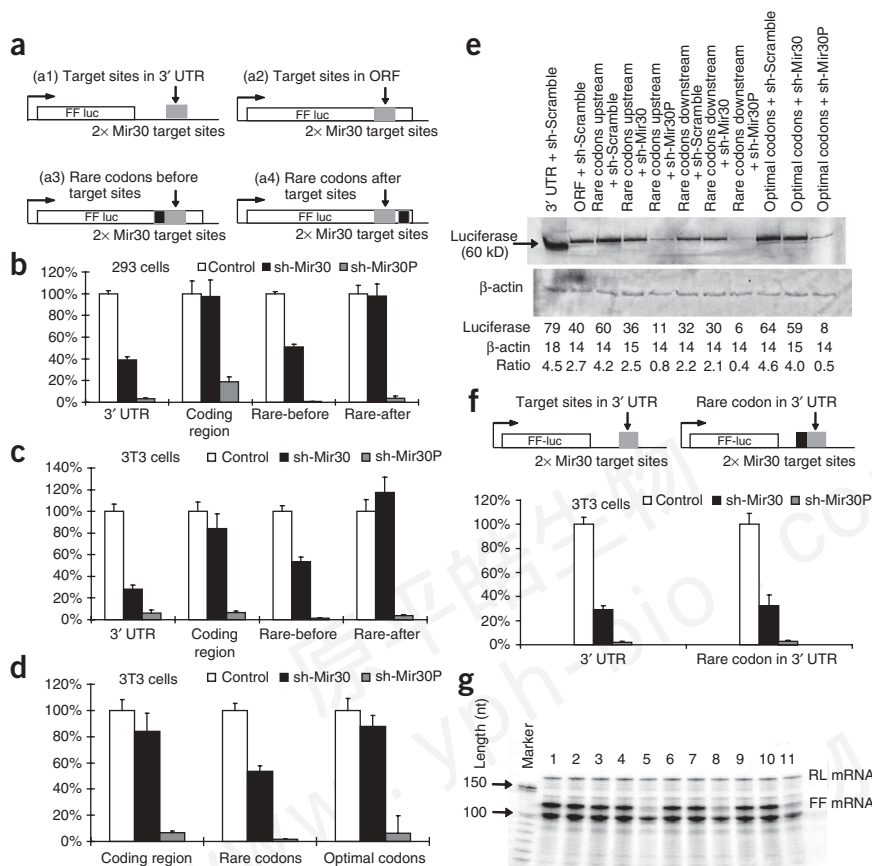 a
(a1) Target sites in 3′ UTR
FF luc
2× Mir30 target sites
(a2) Target sites in ORF
FF luc
2× Mir30 target sites
(a3) Rare codons before
target sites
FF luc
2× Mir30 target sites
(a4) Rare codons after
target sites
FF luc
2× Mir30 target sites
b
293 cells
Control
sh-Mir30
sh-Mir30P
120%
100%
80%
60%
40%
20%
0%
3′ UTR
Coding
region
Rare-before
Rare-after
c
3T3 cells
Control
sh-Mir30
sh-Mir30P
140%
120%
100%
80%
60%
40%
20%
0%
3′ UTR
Coding
region
Rare-before
Rare-after
d
3T3 cells
Control
sh-Mir30
sh-Mir30P
120%
100%
80%
60%
40%
20%
0%
Coding region
Rare codons
Optimal codons
e
3′ UTR + sh-Scramble
ORF + sh-Scramble
Rare codons upstream
+ sh-Scramble
Rare codons upstream
+ sh-Mir30
Rare codons upstream
+ sh-Mir30P
Rare codons downstream
+ sh-Scramble
Rare codons downstream
+ sh-Mir30
Rare codons downstream
+ sh-Mir30P
Optimal codons + sh-Scramble
Optimal codons + sh-Mir30
Optimal codons + sh-Mir30P
Luciferase
(60 kD)
β-actin
Luciferase 79 40 60 36 11 32 30 6 64 59 8
β-actin 18 14 14 15 14 14 14 14 14 15 14
Ratio 4.5 2.7 4.2 2.5 0.8 2.2 2.1 0.4 4.6 4.0 0.5
f
Target sites in 3′ UTR
FF-luc
2× Mir30 target sites
Rare codon in 3′ UTR
FF-luc
2× Mir30 target sites
3T3 cells
Control
sh-Mir30
sh-Mir30P
120%
100%
80%
60%
40%
20%
0%
3′ UTR
Rare codon in 3′ UTR
g
Length (nt)
Marker
1 2 3 4 5 6 7 8 9 10 11
150
100
RL mRNA
FF mRNA
原平皓生物
www.yph-bio.co